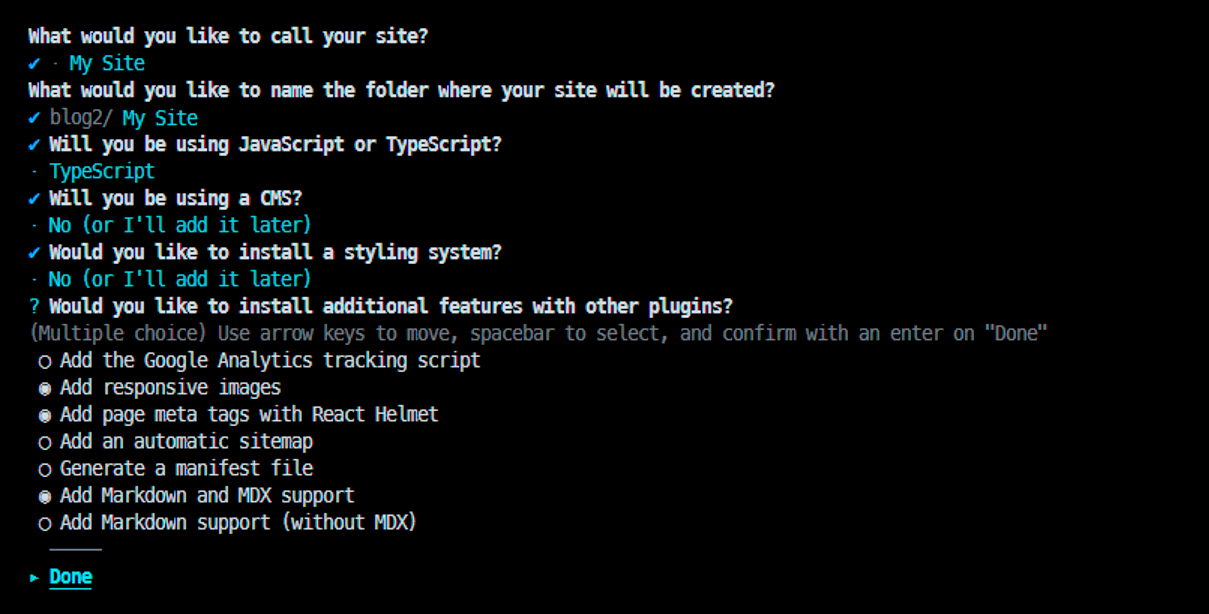 What would you like to call your site?
✔ · My Site
What would you like to name the folder where your site will be created?
✔ blog2/ My Site
✔ Will you be using JavaScript or TypeScript?
· TypeScript
✔ Will you be using a CMS?
· No (or I'll add it later)
✔ Would you like to install a styling system?
· No (or I'll add it later)
? Would you like to install additional features with other plugins?
(Multiple choice) Use arrow keys to move, spacebar to select, and confirm with an enter on "Done"
○ Add the Google Analytics tracking script
◉ Add responsive images
◉ Add page meta tags with React Helmet
○ Add an automatic sitemap
○ Generate a manifest file
◉ Add Markdown and MDX support
○ Add Markdown support (without MDX)
─────
▸ Done